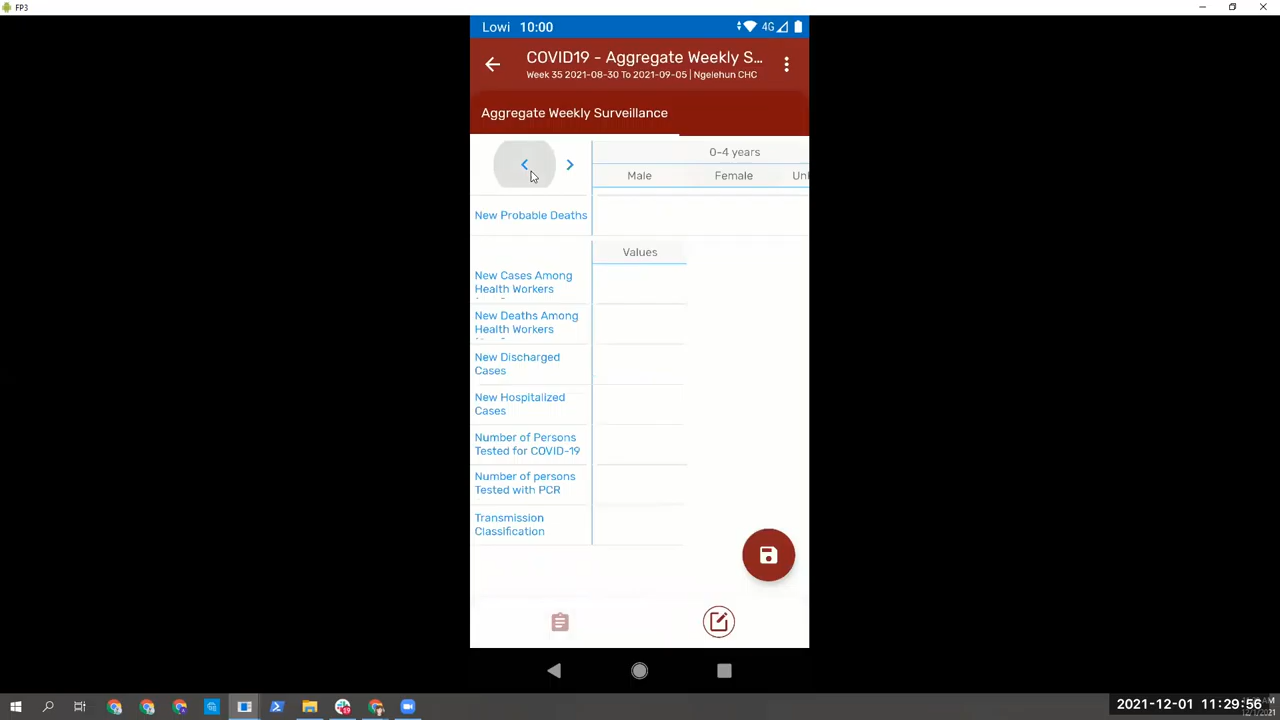 FP3
Lowi 10:00
4G
COVID19 - Aggregate Weekly S...
Week 35 2021-08-30 To 2021-09-05 | Ngelehun CHC
Aggregate Weekly Surveillance
0-4 years
Male Female Unl
New Probable Deaths
Values
New Cases Among
Health Workers
New Deaths Among
Health Workers
New Discharged
Cases
New Hospitalized
Cases
Number of Persons
Tested for COVID-19
Number of persons
Tested with PCR
Transmission
Classification
2021-12-01 11:29:56